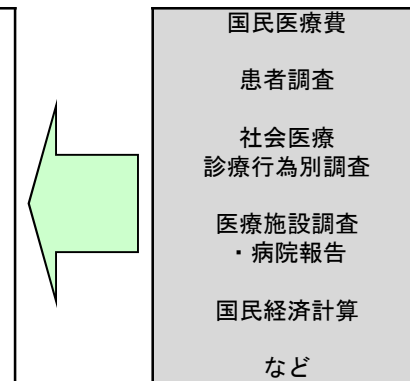 国民医療費
患者調査
社会医療
診療行為別調査
医療施設調査
・病院報告
国民経済計算
など